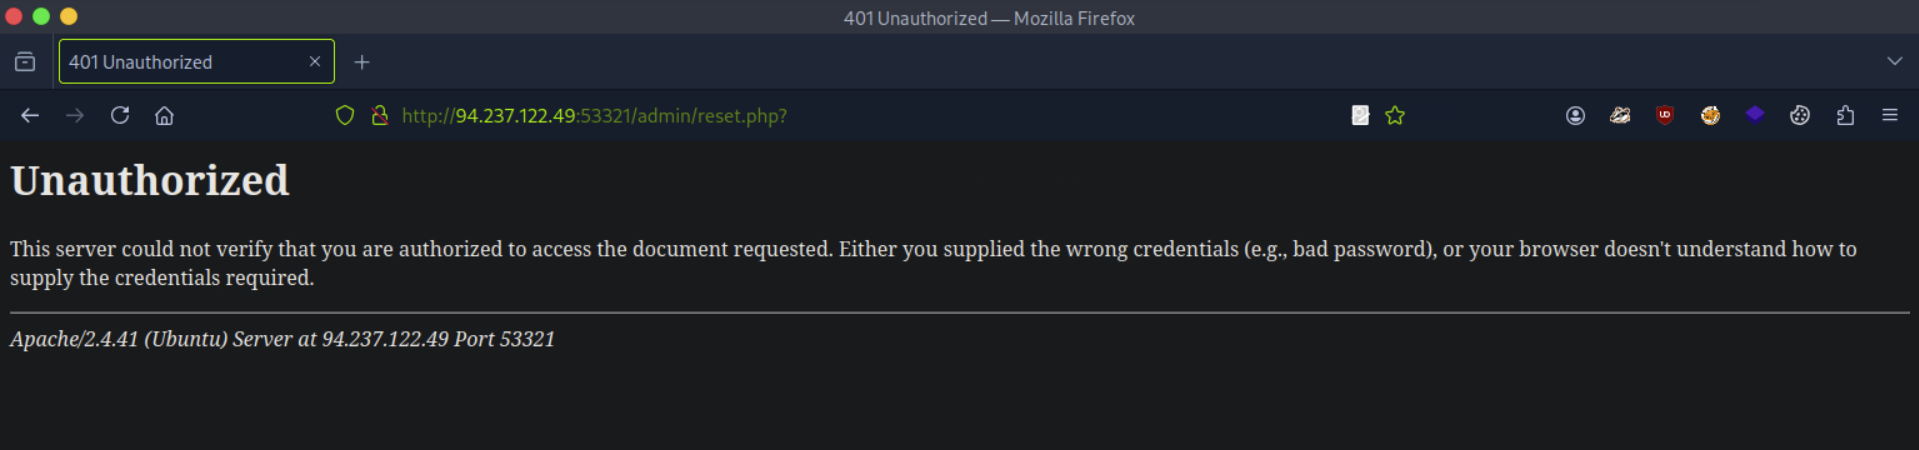 401 Unauthorized — Mozilla Firefox
401 Unauthorized
http://94.237.122.49:53321/admin/reset.php?
Unauthorized
This server could not verify that you are authorized to access the document requested. Either you supplied the wrong credentials (e.g., bad password), or your browser doesn't understand how to
supply the credentials required.
Apache/2.4.41 (Ubuntu) Server at 94.237.122.49 Port 53321